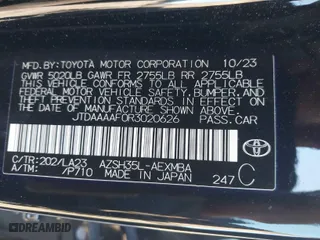 MFD.BY: TOYOTA MOTOR CORPORATION 10/23
GVWR 5020LB GAWR FR 2755LB RR 2755LB
THIS VEHICLE CONFORMS TO ALL APPLICABLE
FEDERAL MOTOR VEHICLE SAFETY, BUMPER, AND
THEFT PREVENTION STANDARDS IN EFFECT ON
THE DATE OF MANUFACTURE SHOWN ABOVE.
JTDAAAAF0R3020626 PASS.CAR
C/TR: 202/LA23 AZSH35L-AEXMBA
A/TM: /P710 MADE IN JAPAN 247 C